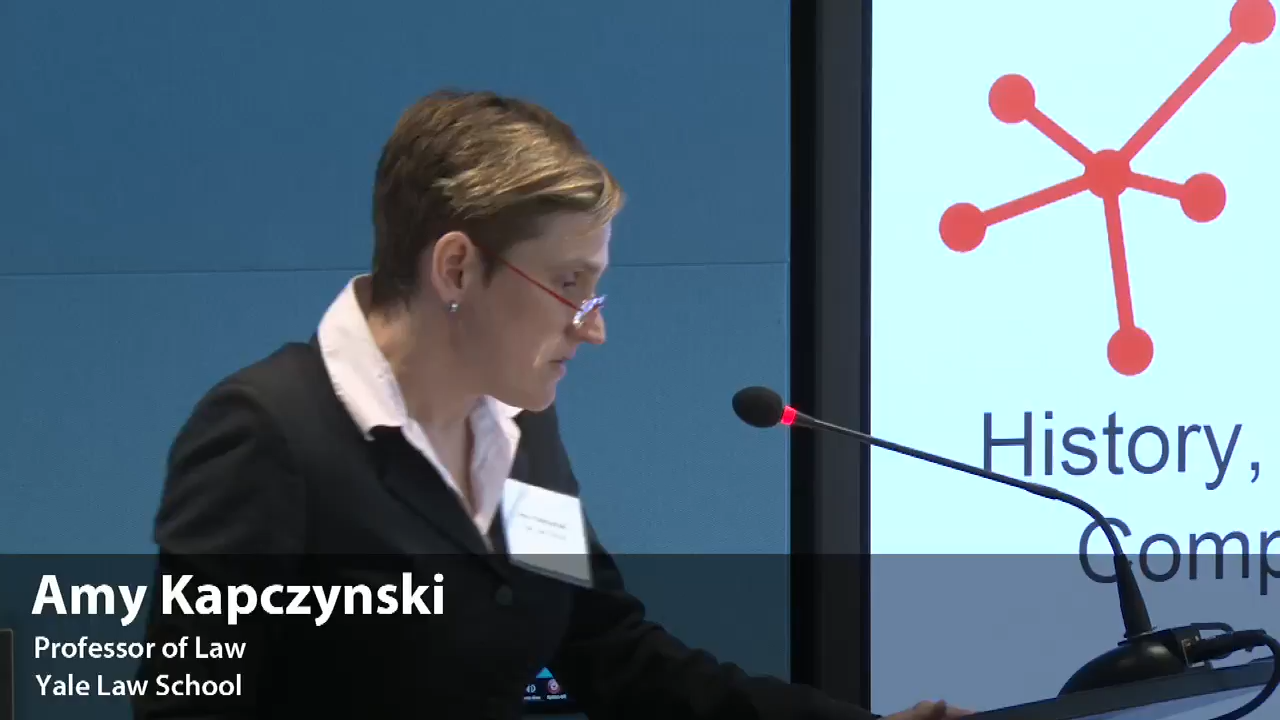 History,
Comp
Amy Kapczynski
Professor of Law
Yale Law School